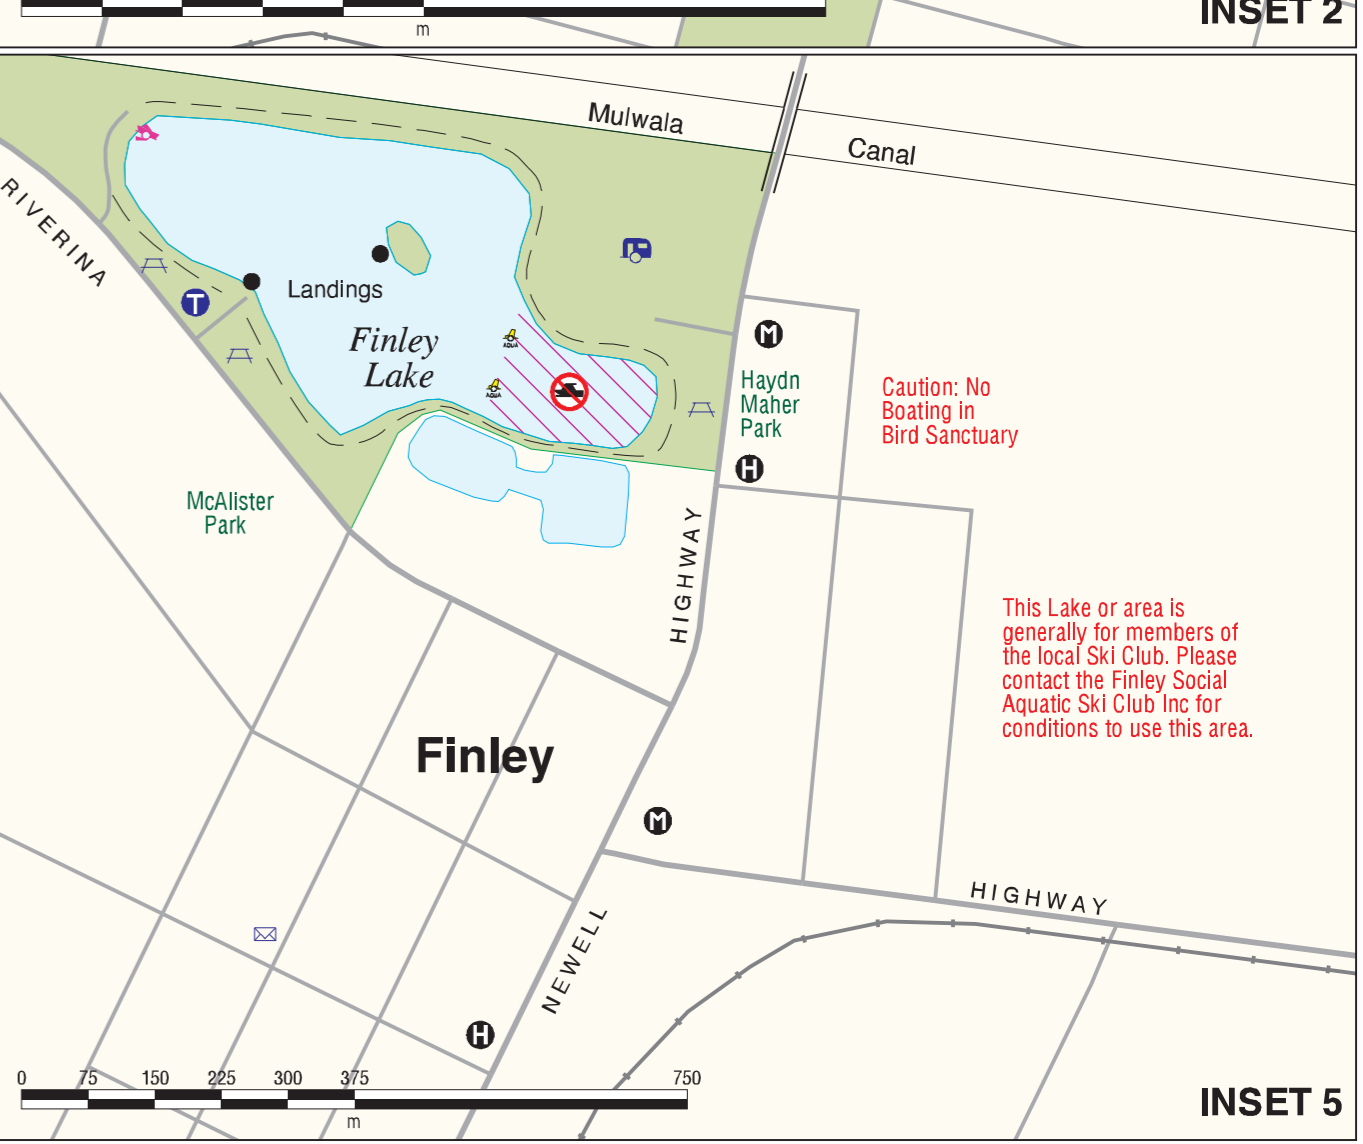 m
INSET 2
Mulwala
Canal
RIVERINA
T
Landings
Finley
Lake
AQUA
AQUA
M
Haydn
Maher
Park
H
Caution: No
Boating in
Bird Sanctuary
McAlister
Park
HIGHWAY
This Lake or area is
generally for members of
the local Ski Club. Please
contact the Finley Social
Aquatic Ski Club Inc for
conditions to use this area.
Finley
M
HIGHWAY
NEWELL
H
0 75 150 225 300 375 750
m
INSET 5